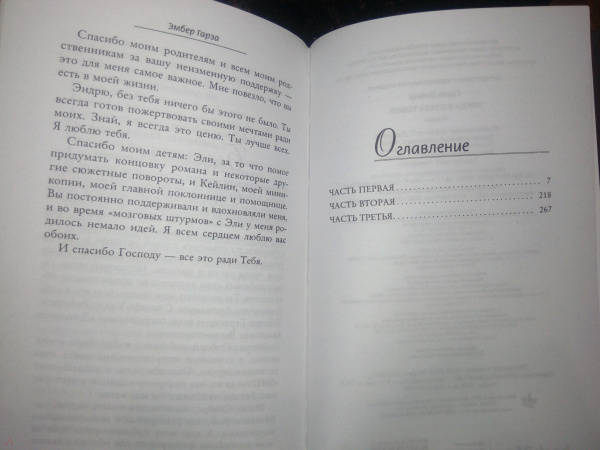 Эмбер Гарза
Спасибо моим родителям и всем моим род-
ственникам за вашу неизменную поддержку —
это для меня самое важное. Мне повезло, что вы
есть в моей жизни.
Эндрю, без тебя ничего бы этого не было. Ты
всегда готов пожертвовать своими мечтами ради
моих. Знай, я всегда это ценю. Ты лучше всех.
Я люблю тебя.
Спасибо моим детям: Эли, за то что помог
придумать концовку романа и некоторые дру-
гие сюжетные повороты, и Кейлин, моей мини-
копии, моей главной поклоннице и помощнице.
Вы постоянно поддерживали и вдохновляли меня,
и во время «мозговых штурмов» с Эли у меня ро-
дилось немало идей. Я всем сердцем люблю вас
обоих.
И спасибо Господу — все это ради Тебя.
Оглавление
ЧАСТЬ ПЕРВАЯ . . . . . . . . . . . . . . . . . . . . . . . . . . . . 7
ЧАСТЬ ВТОРАЯ . . . . . . . . . . . . . . . . . . . . . . . . . . . 218
ЧАСТЬ ТРЕТЬЯ. . . . . . . . . . . . . . . . . . . . . . . . . . . . 267